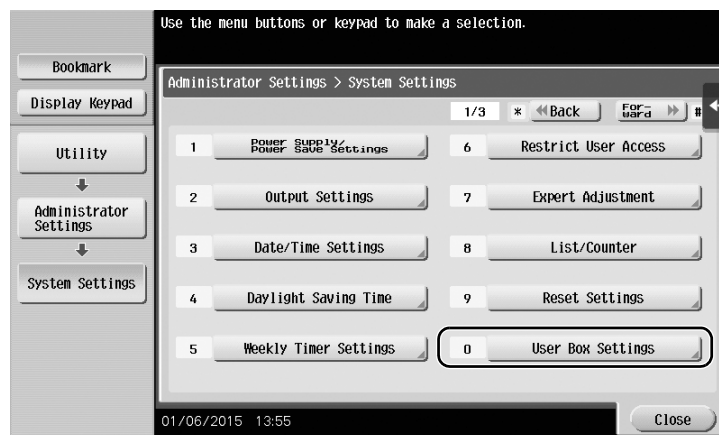 Use the menu buttons or keypad to make a selection.
Bookmark
Display Keypad
Utility
Administrator
Settings
System Settings
Administrator Settings > System Settings
1/3 * Back For-
ward #
1 Power Supply/
Power Save Settings
2 Output Settings
3 Date/Time Settings
4 Daylight Saving Time
5 Weekly Timer Settings
6 Restrict User Access
7 Expert Adjustment
8 List/Counter
9 Reset Settings
0 User Box Settings
01/06/2015 13:55
Close